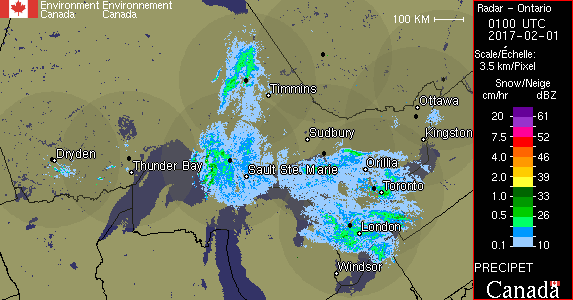 Environment Environnement
Canada Canada
100 KM
Radar - Ontario
0100 UTC
2017-02-01
Scale/Échelle:
3.5 km/Pixel
Snow/Neige
cm/hr dBZ
20 61
10 57
7.5 52
4.0 46
2.0 39
1.0 33
0.5 26
0.1 10
PRECIPET
Canada
Timmins
Ottawa
Sudbury
Kingston
Dryden
Thunder Bay
Sault Ste. Marie
Orillia
Toronto
London
Windsor